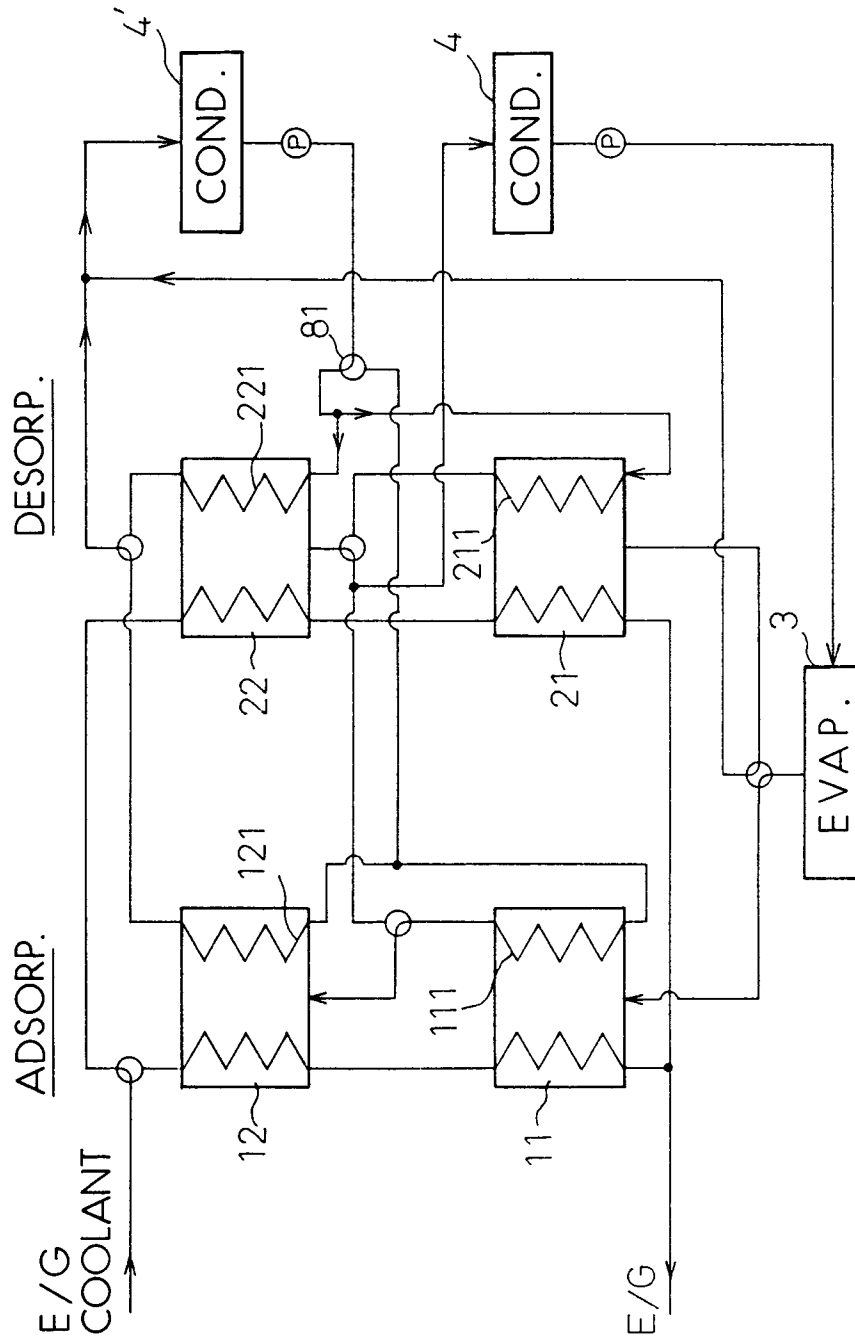 E/G
COOLANT
ADSORP.
DESORP.
12
121
22
221
81
4'
COND.
P
11
111
21
211
4
COND.
P
E/G
3
EVAP.